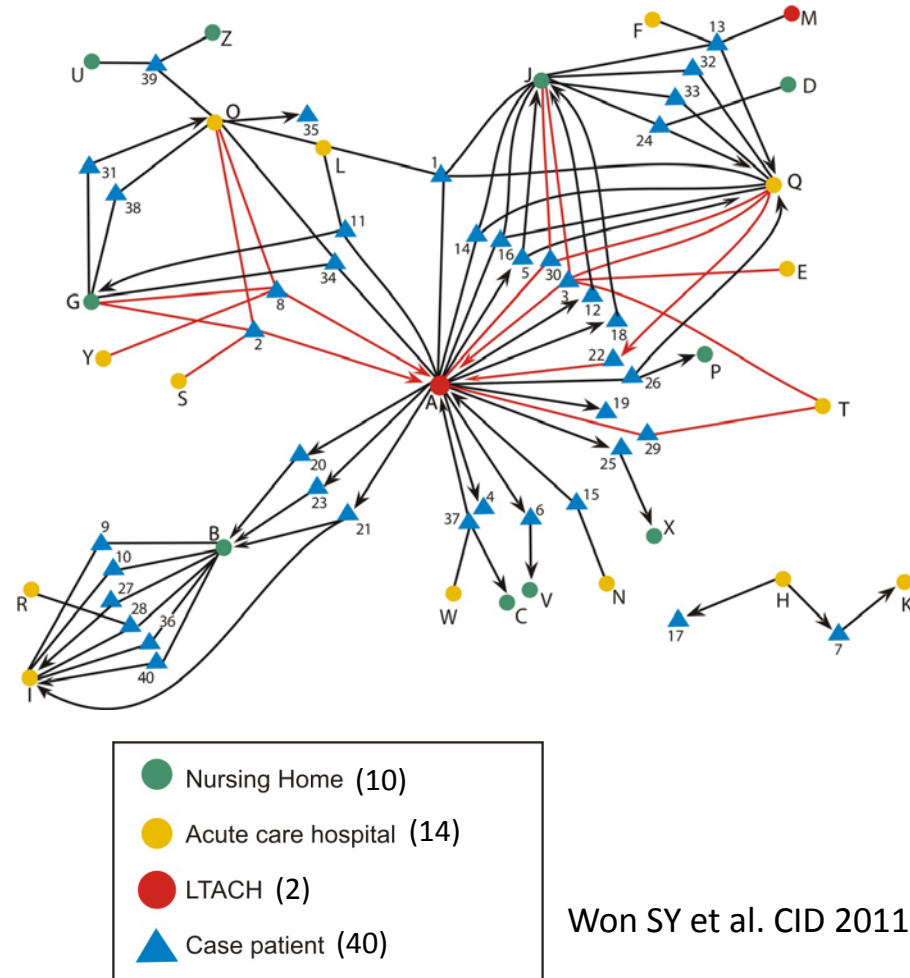 Z
F
13
M
U
39
32
J
33
D
O
35
24
L
1
31
Q
38
11
14
16
5
30
34
E
G
8
3
12
2
18
Y
22
S
26
P
A
19
T
29
25
20
23
4
15
6
9
B
21
37
X
10
27
R
28
W
C
V
N
H
K
36
17
7
40
I
Nursing Home (10)
Acute care hospital (14)
LTACH (2)
Case patient (40)
Won SY et al. CID 2011